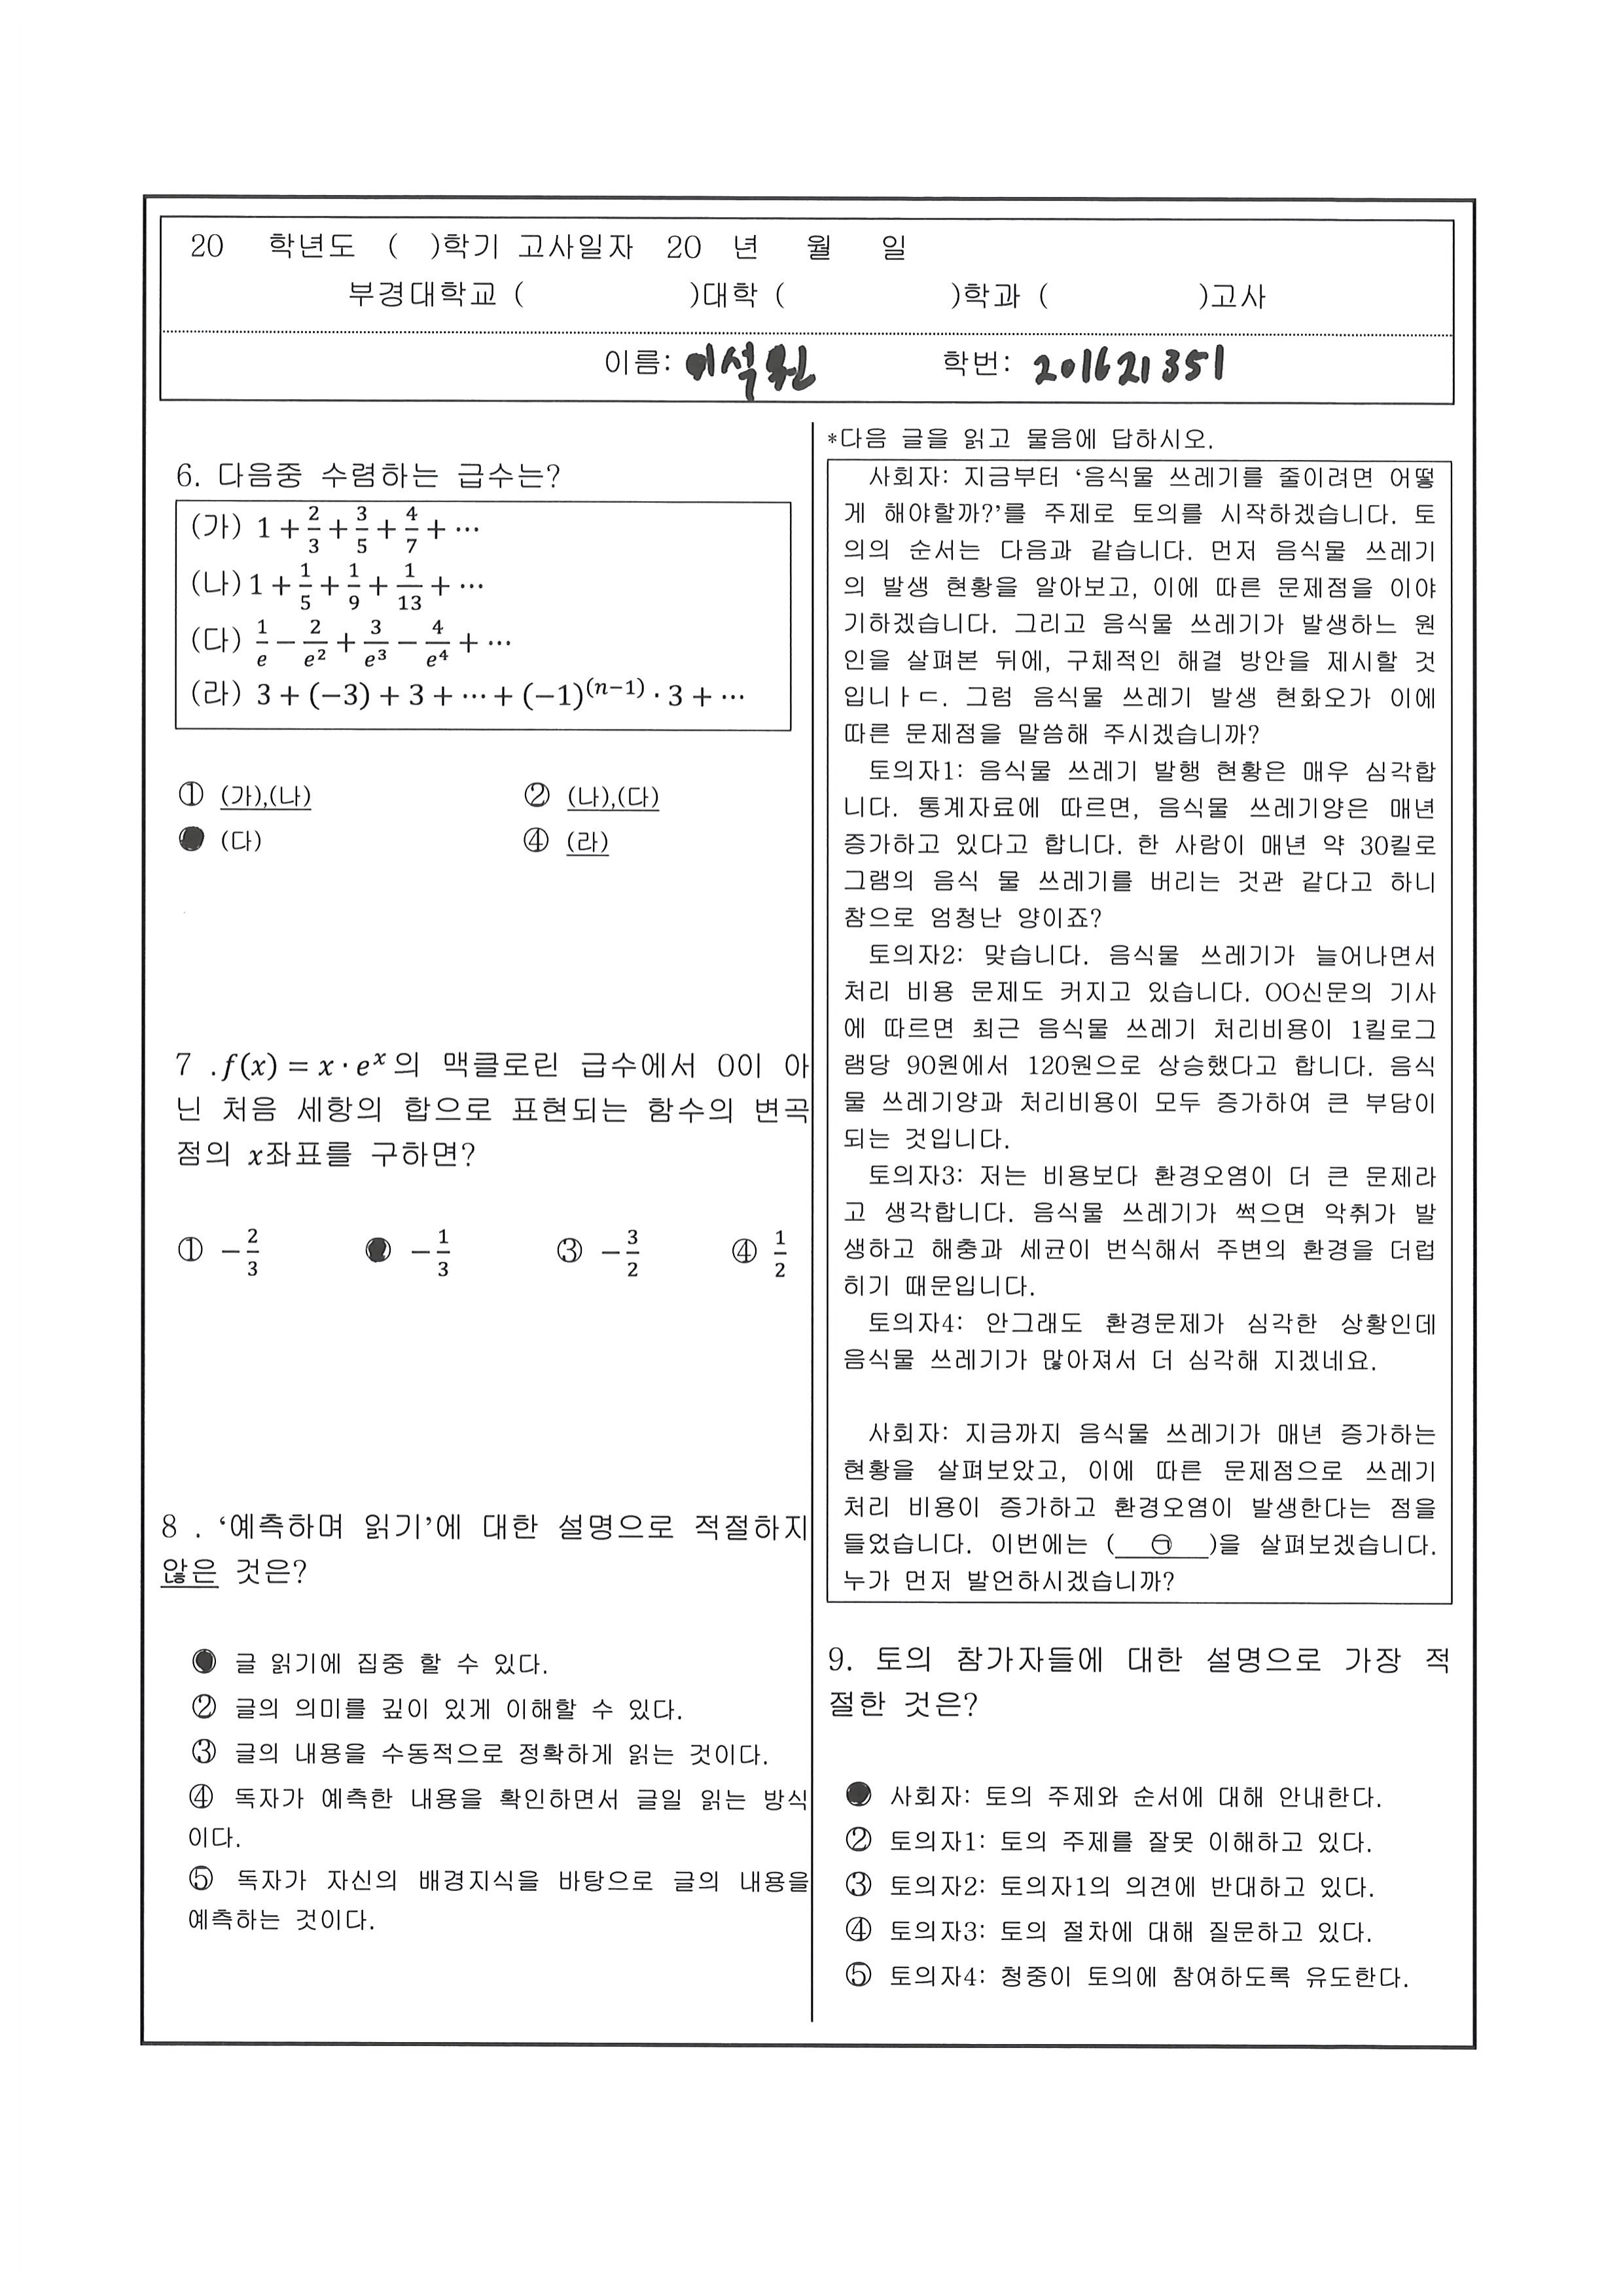 20 학년도 ( )학기 고사일자 20 년 월 일
부경대학교 ( )대학 ( )학과 ( )고사
이름: 이석원 학번: 201621351
6. 다음중 수렴하는 급수는?
(가) 1 + 2/3 + 3/5 + 4/7 + ⋯
(나) 1 + 1/5 + 1/9 + 1/13 + ⋯
(다) 1/e − 2/e² + 3/e³ − 4/e⁴ + ⋯
(라) 3 + (−3) + 3 + ⋯ + (−1)^(n−1) · 3 + ⋯
① (가),(나) ② (나),(다)
(다) ④ (라)
7 .f(x) = x · eˣ의 맥클로린 급수에서 0이 아
닌 처음 세항의 합으로 표현되는 함수의 변곡
점의 x좌표를 구하면?
① −2/3 ② −1/3 ③ −3/2 ④ 1/2
8 . ‘예측하며 읽기’에 대한 설명으로 적절하지
않은 것은?
글 읽기에 집중 할 수 있다.
② 글의 의미를 깊이 있게 이해할 수 있다.
③ 글의 내용을 수동적으로 정확하게 읽는 것이다.
④ 독자가 예측한 내용을 확인하면서 글일 읽는 방식
이다.
⑤ 독자가 자신의 배경지식을 바탕으로 글의 내용을
예측하는 것이다.
*다음 글을 읽고 물음에 답하시오.
사회자: 지금부터 ‘음식물 쓰레기를 줄이려면 어떻
게 해야할까?’를 주제로 토의를 시작하겠습니다. 토
의의 순서는 다음과 같습니다. 먼저 음식물 쓰레기
의 발생 현황을 알아보고, 이에 따른 문제점을 이야
기하겠습니다. 그리고 음식물 쓰레기가 발생하느 원
인을 살펴본 뒤에, 구체적인 해결 방안을 제시할 것
입니ㅏㄷ. 그럼 음식물 쓰레기 발생 현화오가 이에
따른 문제점을 말씀해 주시겠습니까?
토의자1: 음식물 쓰레기 발행 현황은 매우 심각합
니다. 통계자료에 따르면, 음식물 쓰레기양은 매년
증가하고 있다고 합니다. 한 사람이 매년 약 30킬로
그램의 음식 물 쓰레기를 버리는 것관 같다고 하니
참으로 엄청난 양이죠?
토의자2: 맞습니다. 음식물 쓰레기가 늘어나면서
처리 비용 문제도 커지고 있습니다. OO신문의 기사
에 따르면 최근 음식물 쓰레기 처리비용이 1킬로그
램당 90원에서 120원으로 상승했다고 합니다. 음식
물 쓰레기양과 처리비용이 모두 증가하여 큰 부담이
되는 것입니다.
토의자3: 저는 비용보다 환경오염이 더 큰 문제라
고 생각합니다. 음식물 쓰레기가 썩으면 악취가 발
생하고 해충과 세균이 번식해서 주변의 환경을 더럽
히기 때문입니다.
토의자4: 안그래도 환경문제가 심각한 상황인데
음식물 쓰레기가 많아져서 더 심각해 지겠네요.
사회자: 지금까지 음식물 쓰레기가 매년 증가하는
현황을 살펴보았고, 이에 따른 문제점으로 쓰레기
처리 비용이 증가하고 환경오염이 발생한다는 점을
들었습니다. 이번에는 ( ㉠ )을 살펴보겠습니다.
누가 먼저 발언하시겠습니까?
9. 토의 참가자들에 대한 설명으로 가장 적
절한 것은?
사회자: 토의 주제와 순서에 대해 안내한다.
② 토의자1: 토의 주제를 잘못 이해하고 있다.
③ 토의자2: 토의자1의 의견에 반대하고 있다.
④ 토의자3: 토의 절차에 대해 질문하고 있다.
⑤ 토의자4: 청중이 토의에 참여하도록 유도한다.